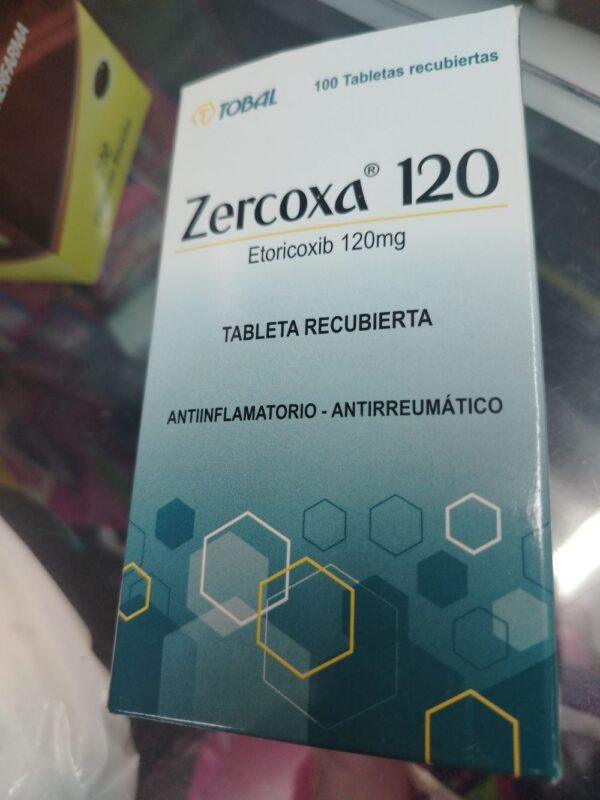 TOBAL
100 Tabletas recubiertas
Zercoxa® 120
Etoricoxib 120mg
TABLETA RECUBIERTA
ANTIINFLAMATORIO - ANTIRREUMÁTICO